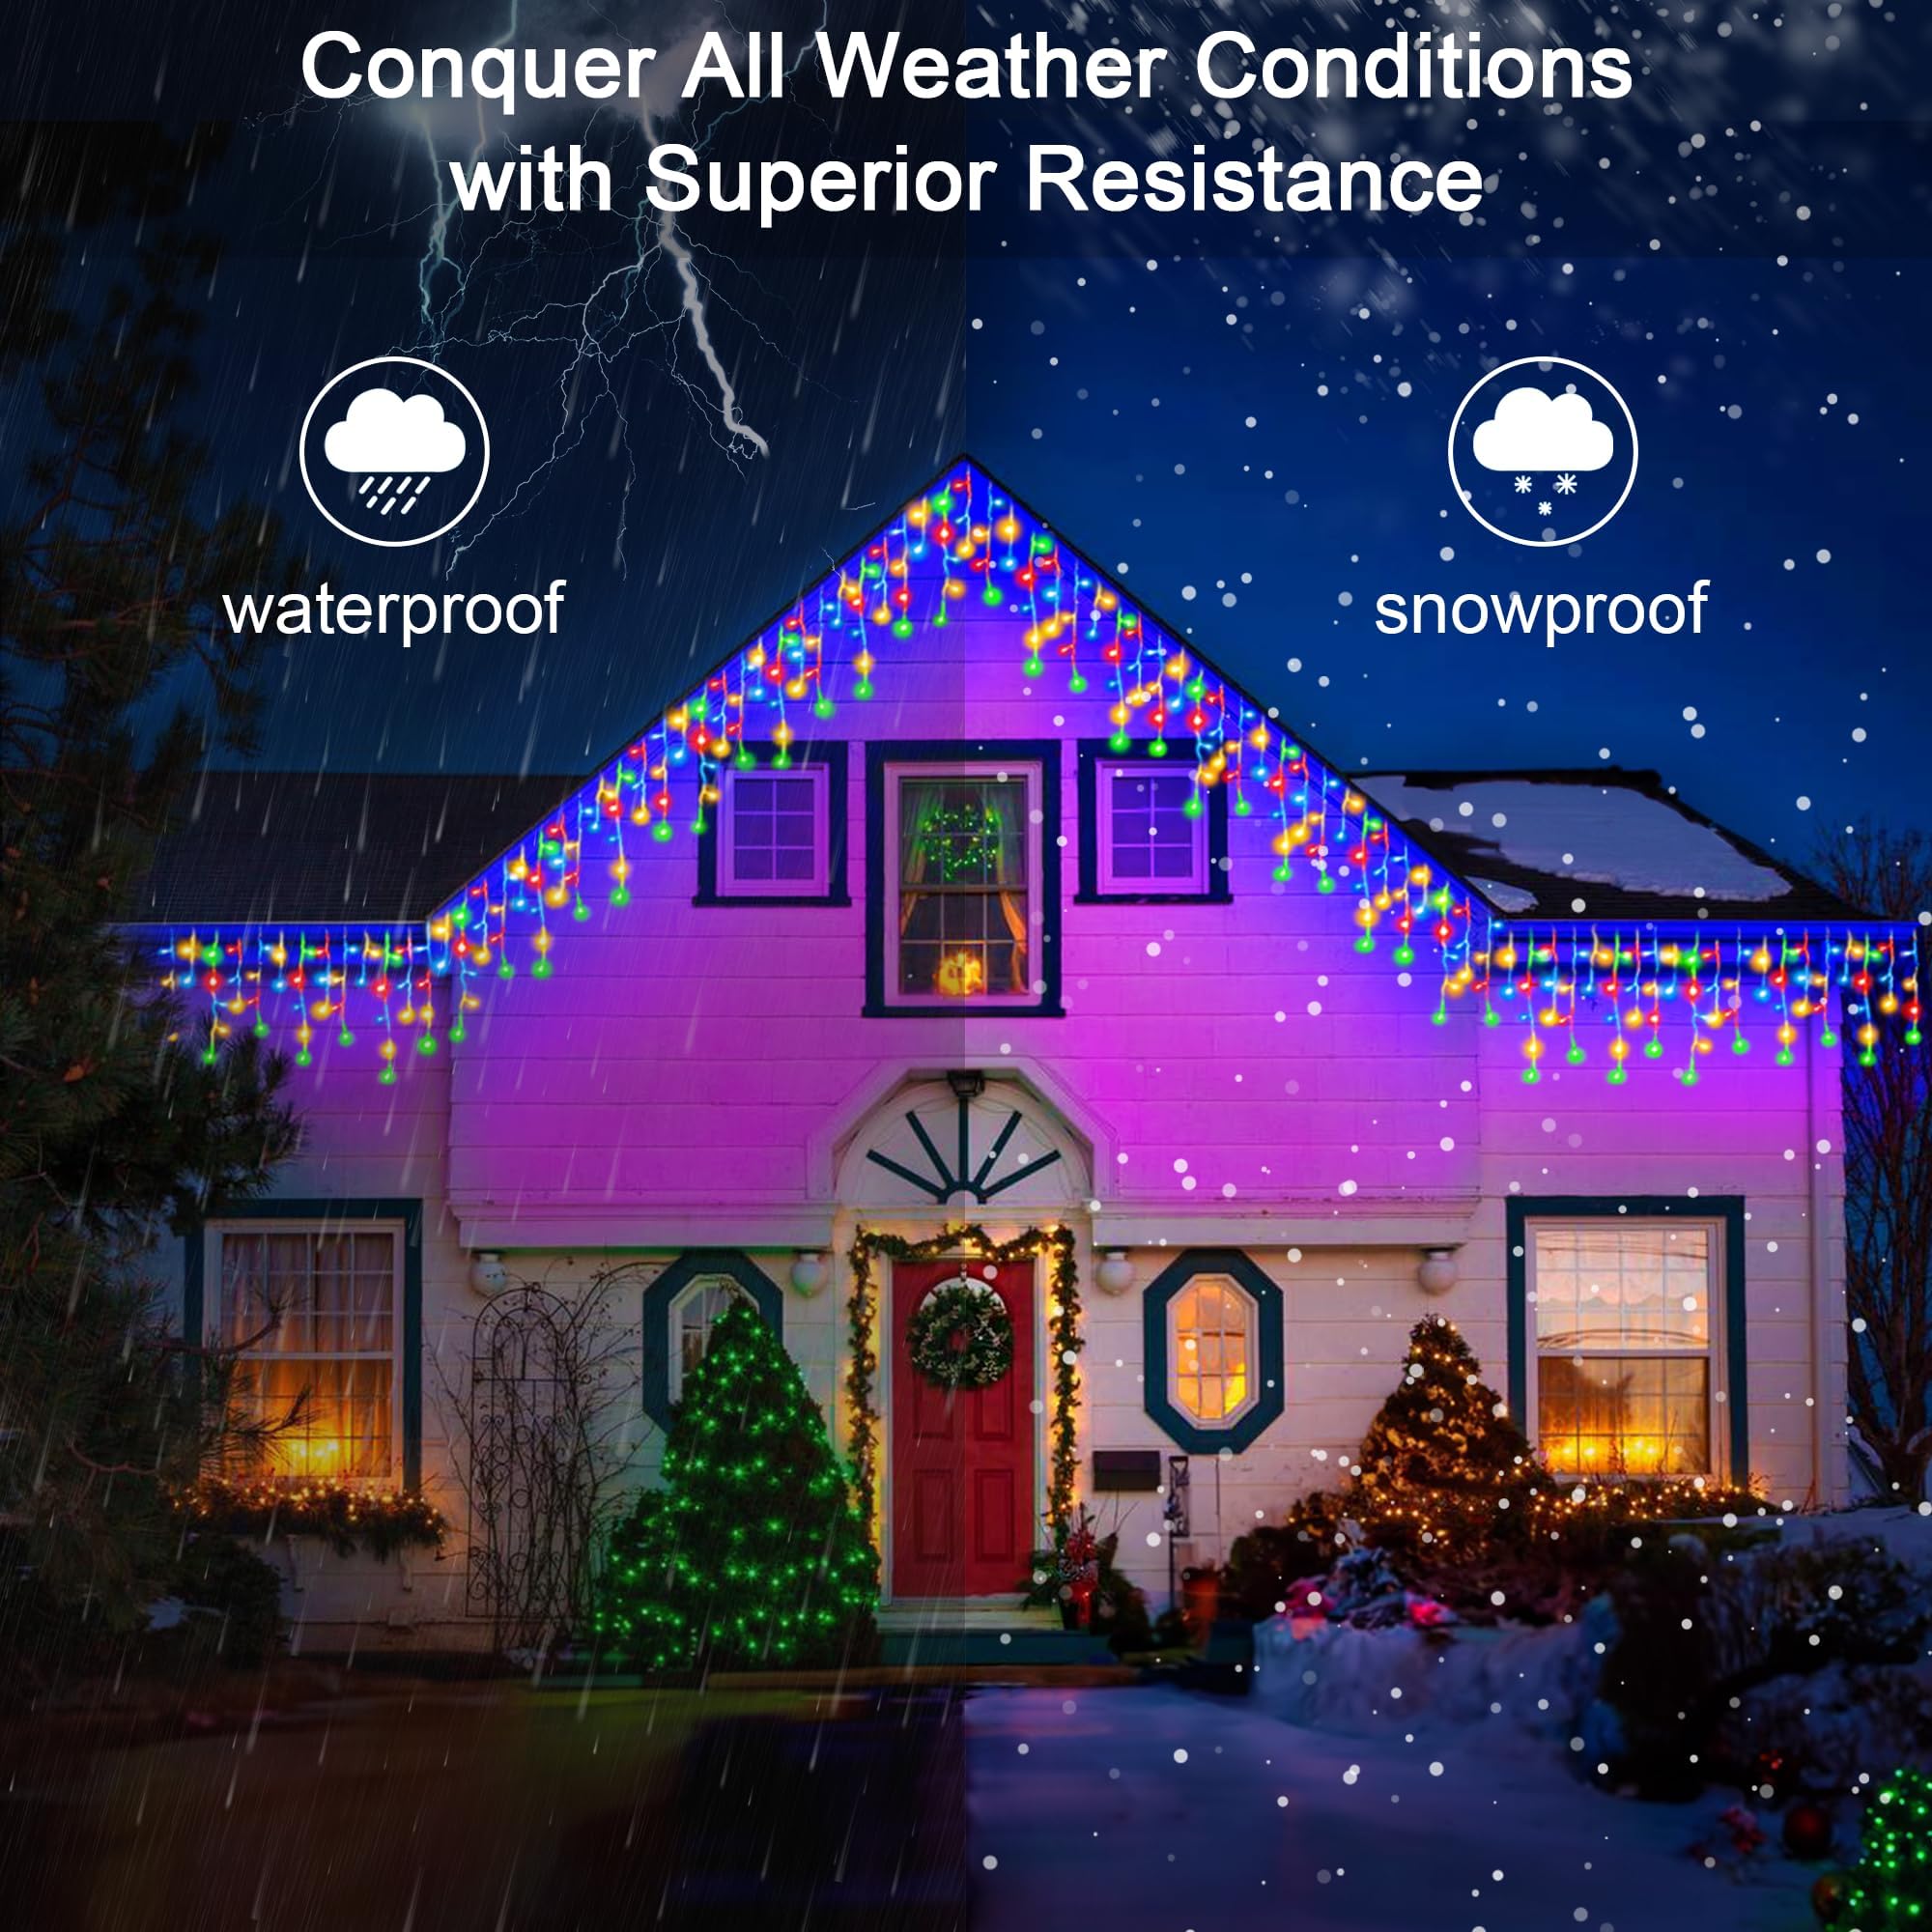 Conquer All Weather Conditions
with Superior Resistance
waterproof
snowproof